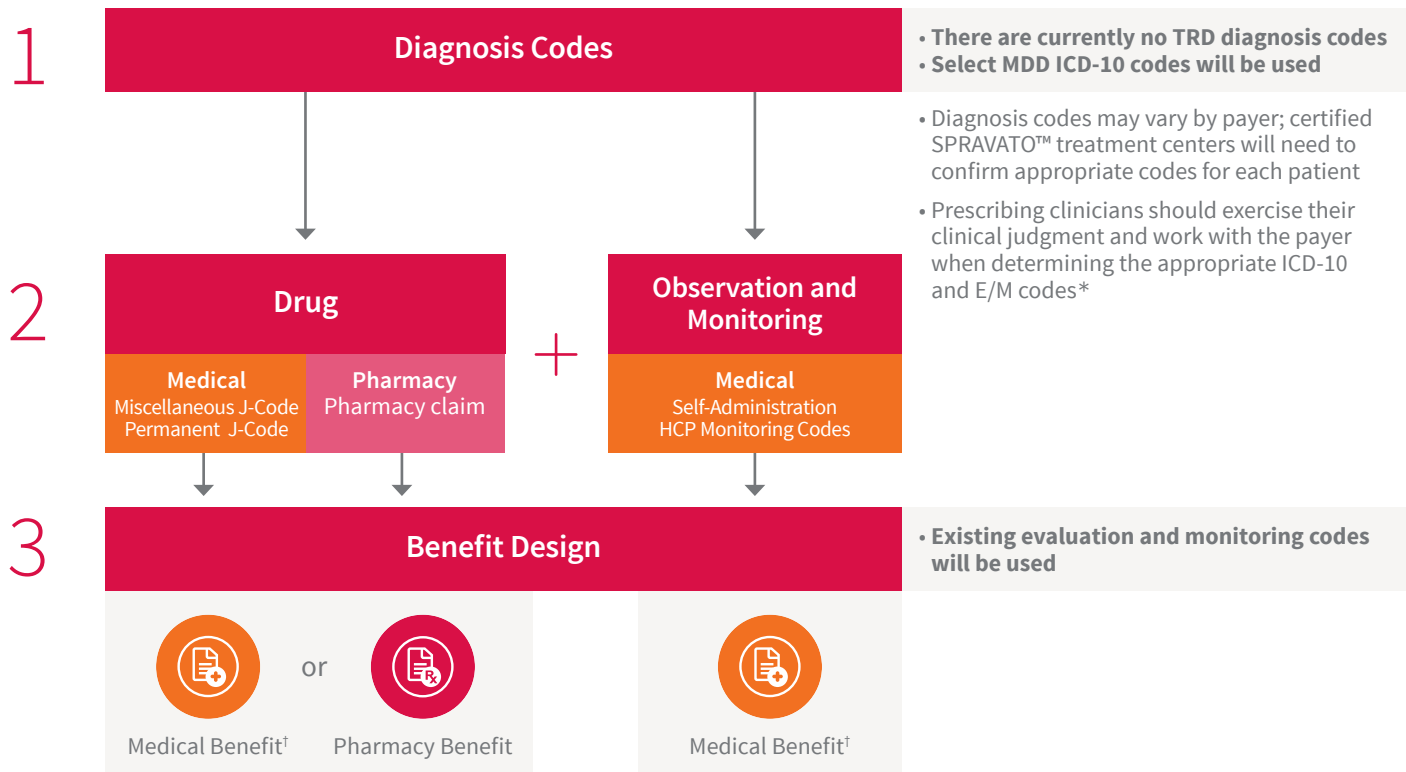 1
Diagnosis Codes
• There are currently no TRD diagnosis codes
• Select MDD ICD-10 codes will be used
• Diagnosis codes may vary by payer; certified
SPRAVATO™ treatment centers will need to
confirm appropriate codes for each patient
• Prescribing clinicians should exercise their
clinical judgment and work with the payer
when determining the appropriate ICD-10
and E/M codes*
2
Drug
Medical
Miscellaneous J-Code
Permanent J-Code
Pharmacy
Pharmacy claim
+
Observation and
Monitoring
Medical
Self-Administration
HCP Monitoring Codes
3
Benefit Design
• Existing evaluation and monitoring codes
will be used
or
Rx
Medical Benefit†
Pharmacy Benefit
Medical Benefit†